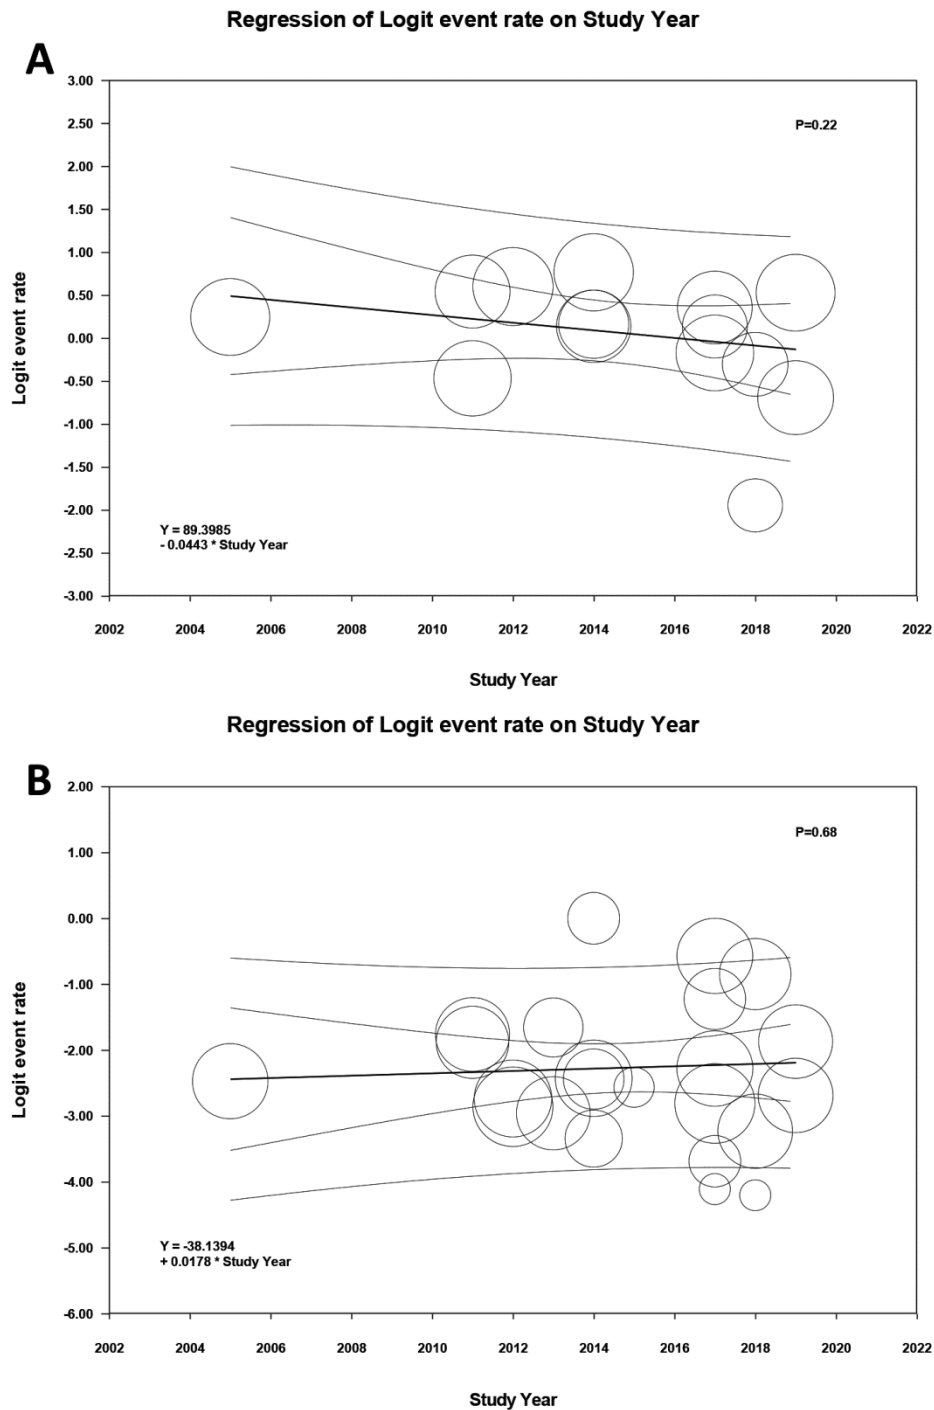 Regression of Logit event rate on Study Year
A
3.00
P=0.22
2.50
2.00
1.50
1.00
0.50
0.00
-0.50
-1.00
-1.50
-2.00
-2.50
-3.00
Logit event rate
Y = 89.3985
- 0.0443 * Study Year
2002 2004 2006 2008 2010 2012 2014 2016 2018 2020 2022
Study Year
Regression of Logit event rate on Study Year
B
2.00
P=0.68
1.00
0.00
-1.00
-2.00
-3.00
-4.00
-5.00
-6.00
Logit event rate
Y = -38.1394
+ 0.0178 * Study Year
2002 2004 2006 2008 2010 2012 2014 2016 2018 2020 2022
Study Year